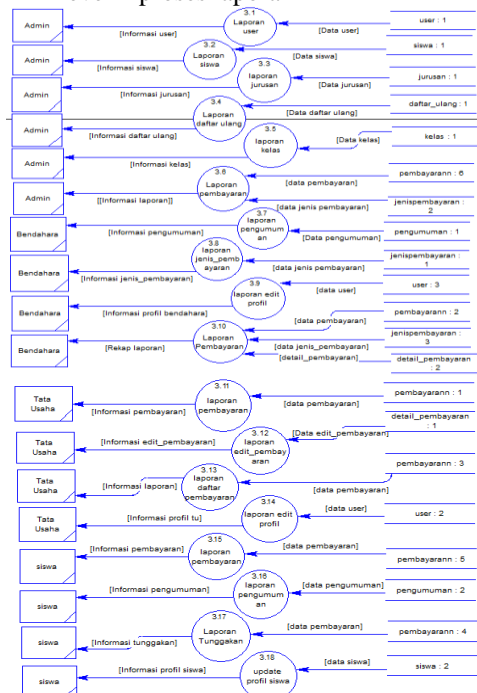 Admin
[Informasi user]
3.1
Laporan
user
[Data user]
user : 1
Admin
[Informasi siswa]
3.2
Laporan
siswa
[Data siswa]
siswa : 1
Admin
[Informasi jurusan]
3.3
laporan
jurusan
[Data jurusan]
jurusan : 1
Admin
[Informasi daftar ulang]
3.4
Laporan
daftar ulang
[Data daftar ulang]
daftar_ulang : 1
Admin
[Informasi kelas]
3.5
laporan
kelas
[Data kelas]
kelas : 1
Admin
[[Informasi laporan]]
3.6
Laporan
pembayaran
[data pembayaran]
[data jenis pembayaran]
pembayarann : 6
jenispembayaran :
2
Bendahara
[Informasi pengumuman]
3.7
laporan
pengumum
an
[Data pengumuman]
pengumuman : 1
Bendahara
[Informasi jenis_pembayaran]
3.8
laporan
jenis_pemb
ayaran
[data jenis pembayaran]
jenispembayaran :
1
Bendahara
[Informasi profil bendahara]
3.9
laporan edit
profil
[data user]
user : 3
Bendahara
[Rekap laporan]
3.10
Laporan
Pembayaran
[data pembayaran]
[data jenis_pembayaran]
[detail_pembayaran]
pembayarann : 2
jenispembayaran :
3
detail_pembayaran
: 2
Tata
Usaha
[Informasi pembayaran]
3.11
laporan
pembayaran
[data pembayaran]
pembayarann : 1
Tata
Usaha
[Informasi edit_pembayaran]
3.12
laporan
edit_pembay
aran
[Data edit_pembayaran]
detail_pembayaran
: 1
Tata
Usaha
[Informasi laporan]
3.13
laporan
daftar
pembayaran
[data pembayaran]
pembayarann : 3
Tata
Usaha
[Informasi profil tu]
3.14
laporan edit
profil
[data user]
user : 2
siswa
[Informasi pembayaran]
3.15
laporan
pembayaran
[data pembayaran]
pembayarann : 5
siswa
[Informasi pengumuman]
3.16
laporan
pengumum
an
[data pengumuman]
pengumuman : 2
siswa
[Informasi tunggakan]
3.17
Laporan
Tunggakan
[data pembayaran]
pembayarann : 4
siswa
[Informasi profil siswa]
3.18
update
profil siswa
[data siswa]
siswa : 2